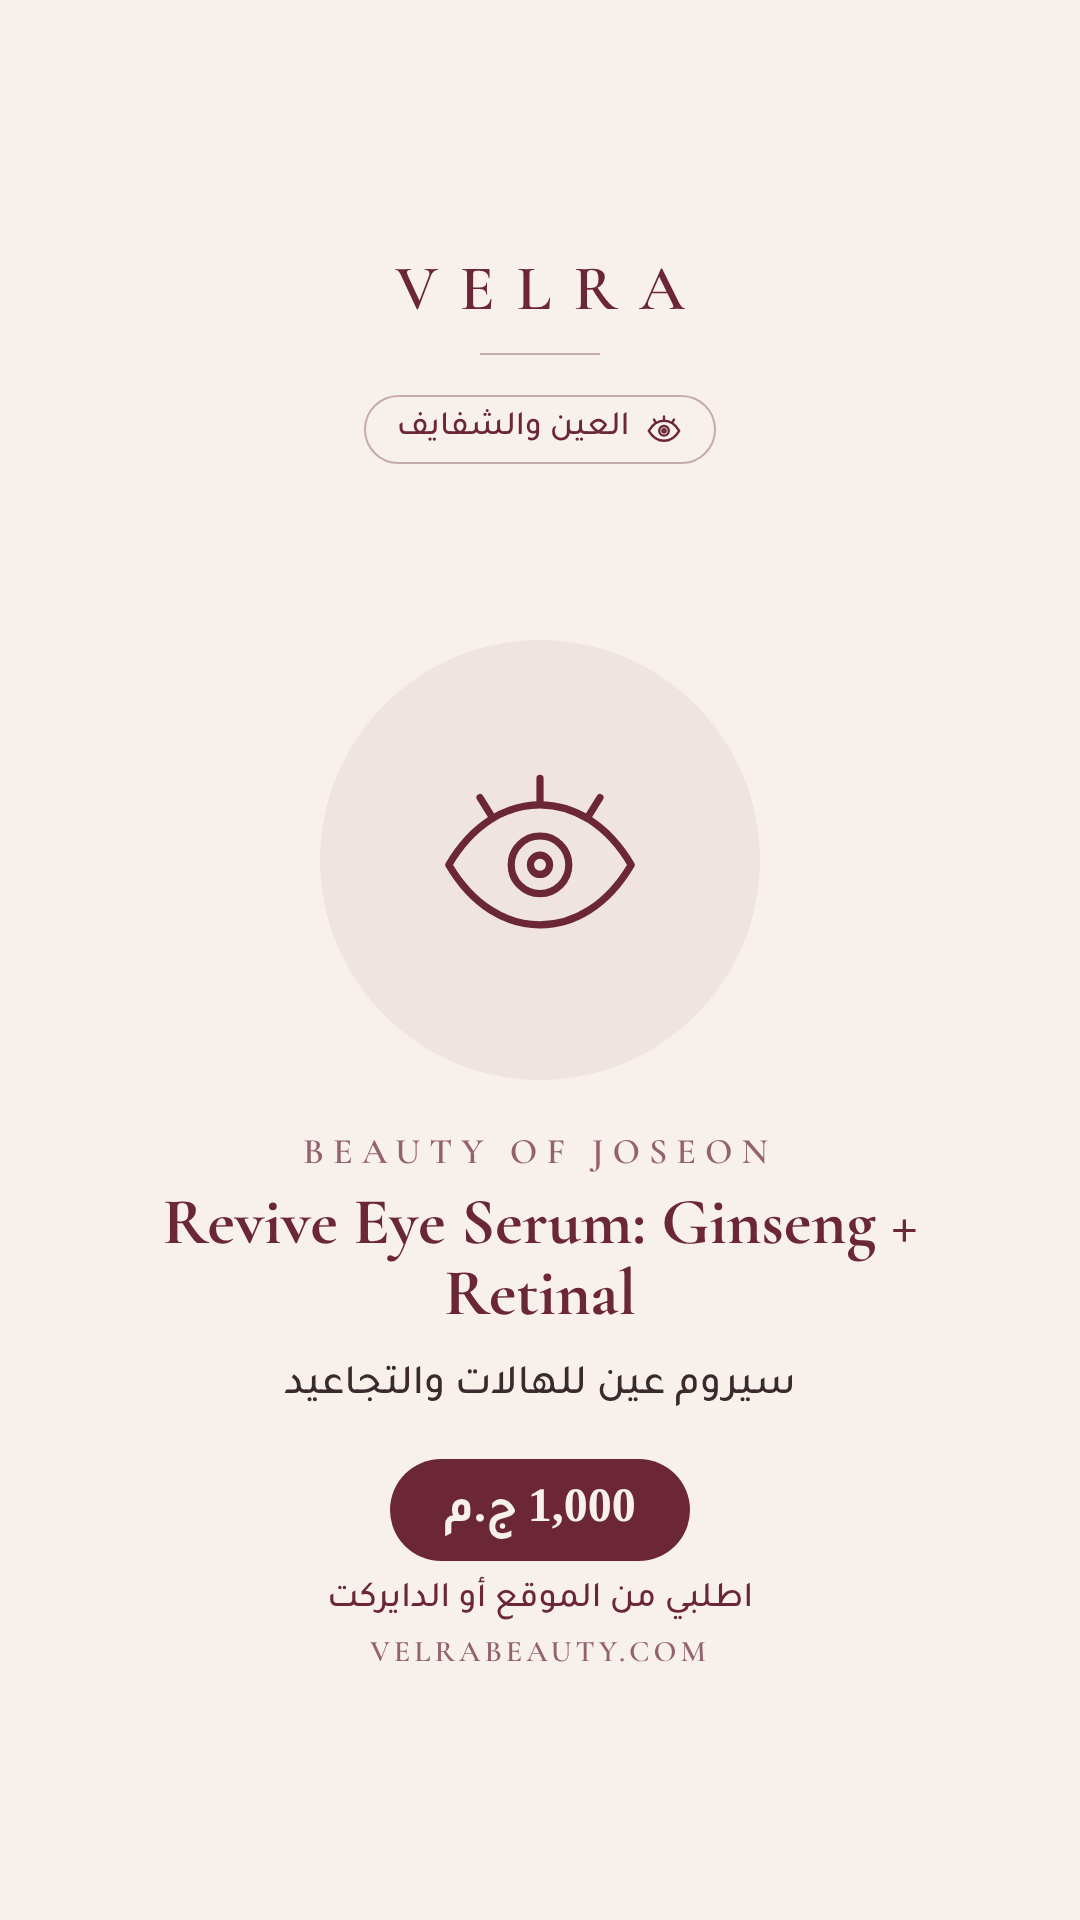 VELRA
العين والشفايف
BEAUTY OF JOSEON
Revive Eye Serum: Ginseng +
Retinal
سيروم عين للهالات والتجاعيد
1,000 ج.م
اطلبي من الموقع أو الدايركت
VELRABEAUTY.COM